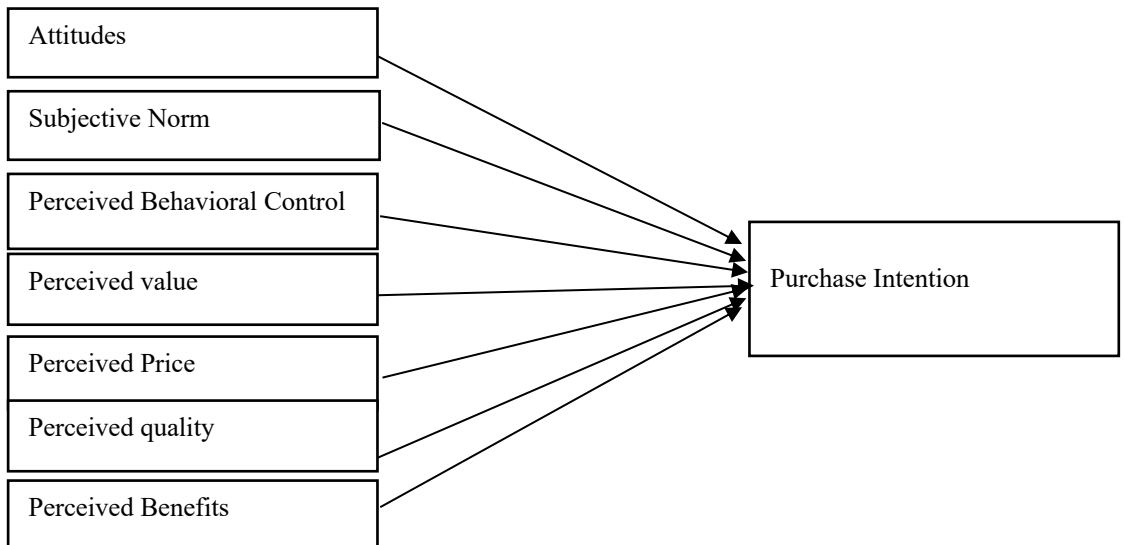 Attitudes
Subjective Norm
Perceived Behavioral Control
Perceived value
Perceived Price
Perceived quality
Perceived Benefits
Purchase Intention